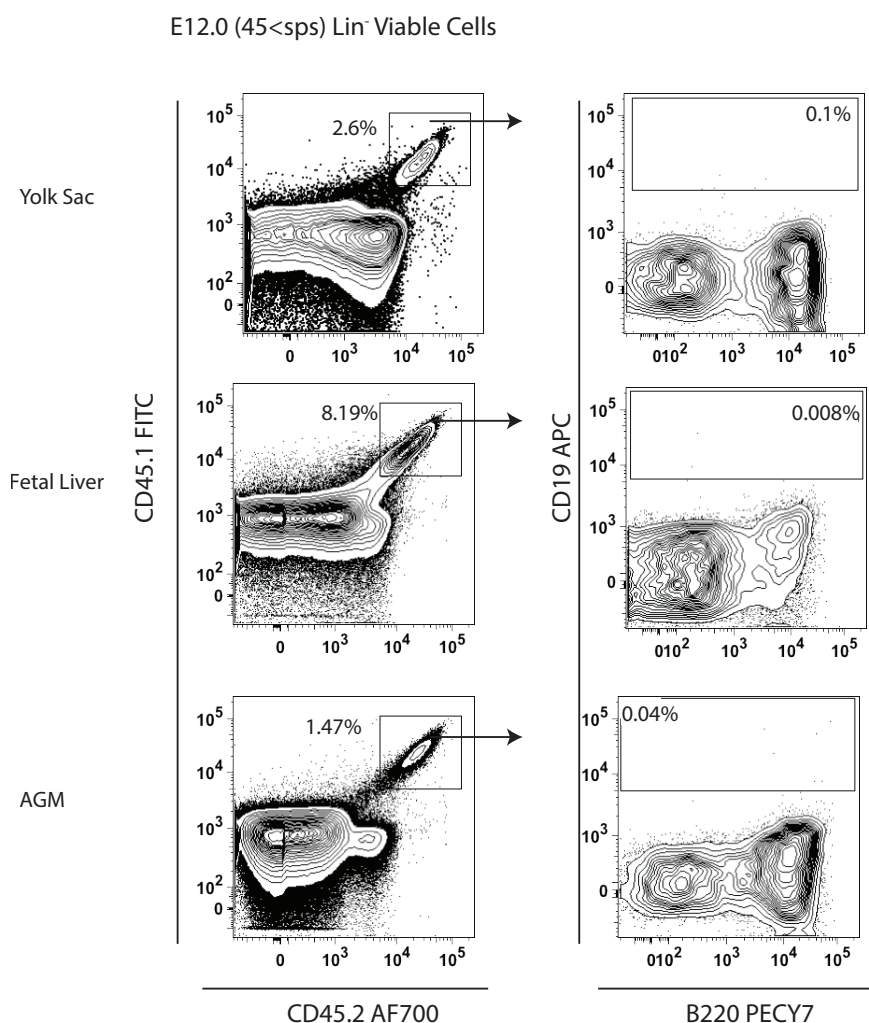 E12.0 (45<sps) Lin⁻ Viable Cells
Yolk Sac
Fetal Liver
AGM
CD45.1 FITC
10⁵
10⁴
10³
10²
0
2.6%
0 10³ 10⁴ 10⁵
10⁵
10⁴
10³
10²
0
8.19%
0 10³ 10⁴ 10⁵
10⁵
10⁴
10³
10²
0
1.47%
0 10³ 10⁴ 10⁵
CD45.2 AF700
CD19 APC
10⁵
10⁴
10³
0
0.1%
010² 10³ 10⁴ 10⁵
10⁵
10⁴
10³
0
0.008%
010² 10³ 10⁴ 10⁵
10⁵
10⁴
10³
0
0.04%
010² 10³ 10⁴ 10⁵
B220 PECY7